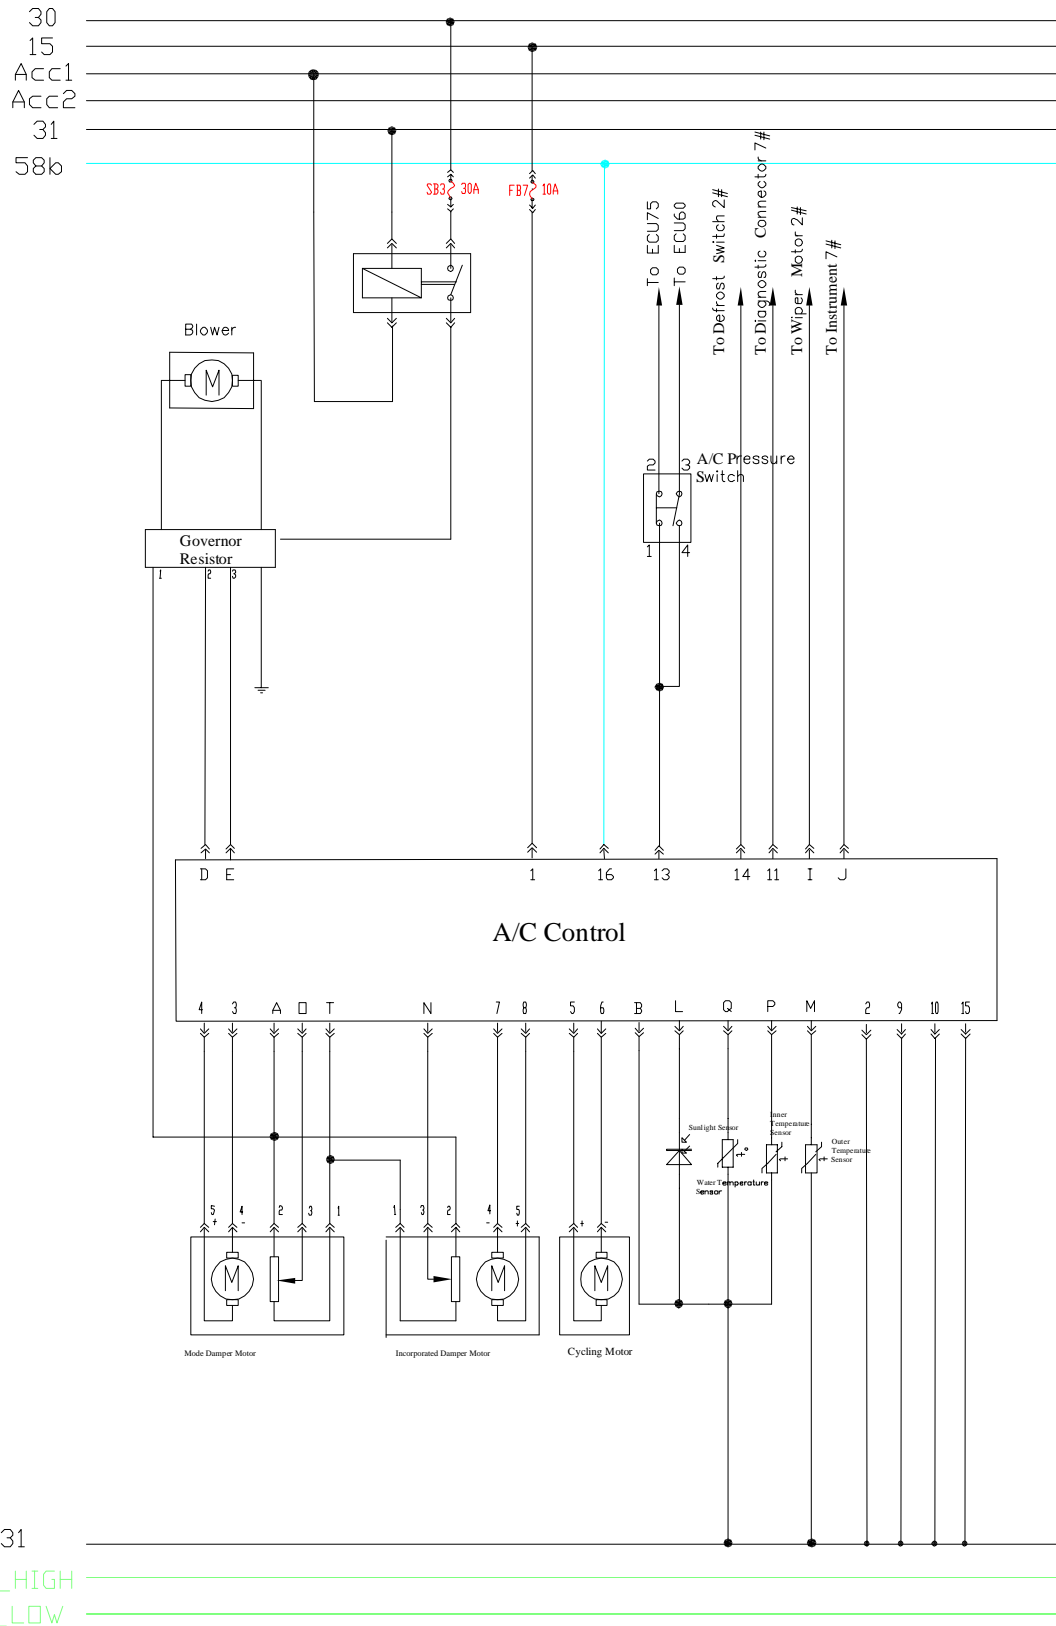 30
15
Acc1
Acc2
31
58b
SB3 30A
FB7 10A
To ECU75
To ECU60
To Defrost Switch 2#
To Diagnostic Connector 7#
To Wiper Motor 2#
To Instrument 7#
Blower
M
2 3
A/C Pressure
Switch
1 4
Governor
Resistor
1 2 3
D E 1 16 13 14 11 I J
A/C Control
4 3 A O T N 7 8 5 6 B L Q P M 2 9 10 15
Sunlight Sensor
Inner
Temperature
Sensor
Outer
Temperature
Sensor
Water Temperature
Sensor
5 4 2 3 1 1 3 2 4 5
+ - - + + -
M M M
Mode Damper Motor
Incorporated Damper Motor
Cycling Motor
31
_HIGH
_LOW